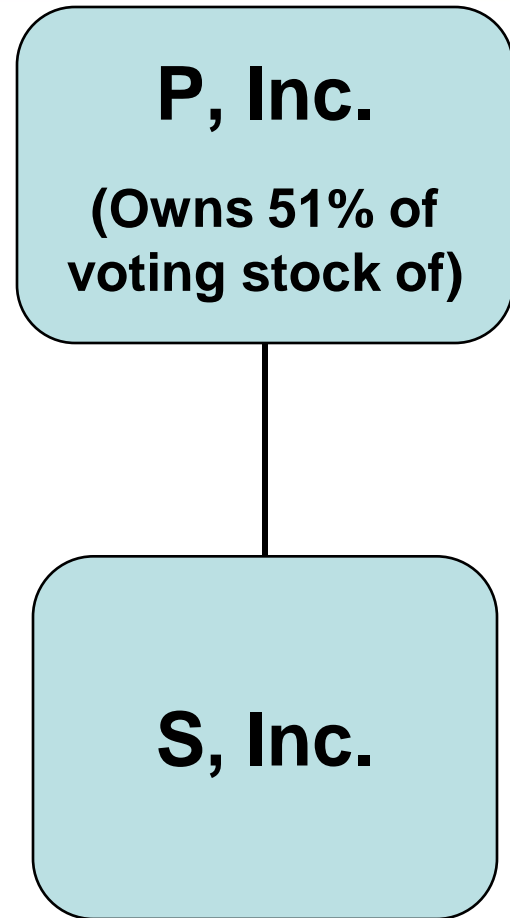 P, Inc.
(Owns 51% of
voting stock of)
S, Inc.